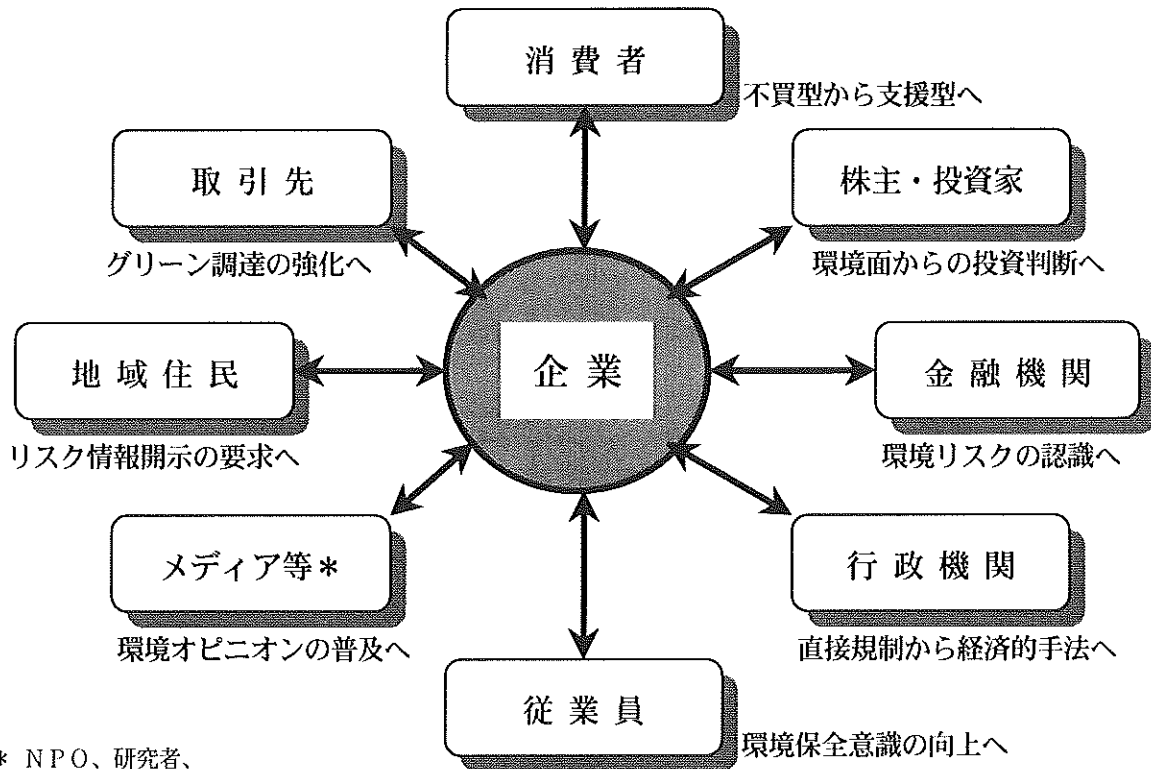 消費者
不買型から支援型へ
取引先
グリーン調達の強化へ
株主・投資家
環境面からの投資判断へ
企業
地域住民
リスク情報開示の要求へ
金融機関
環境リスクの認識へ
メディア等*
環境オピニオンの普及へ
行政機関
直接規制から経済的手法へ
従業員
環境保全意識の向上へ
* NPO、研究者、